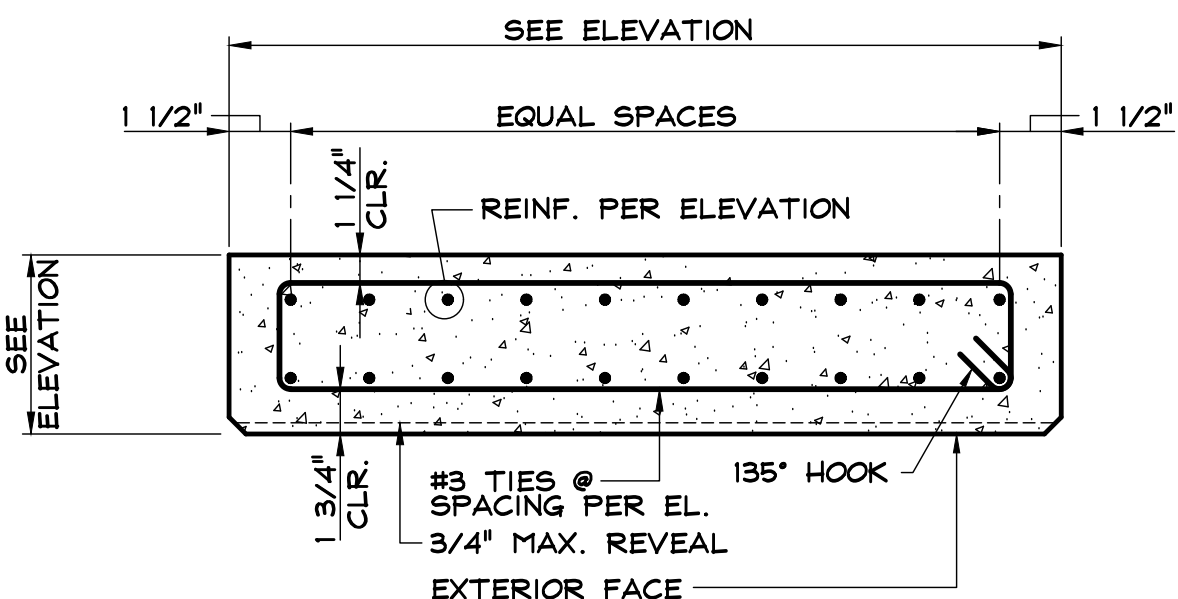 SEE ELEVATION
1 1/2"
EQUAL SPACES
1 1/2"
1 1/4"
CLR.
REINF. PER ELEVATION
SEE
ELEVATION
1 3/4"
CLR.
#3 TIES @
SPACING PER EL.
135° HOOK
3/4" MAX. REVEAL
EXTERIOR FACE